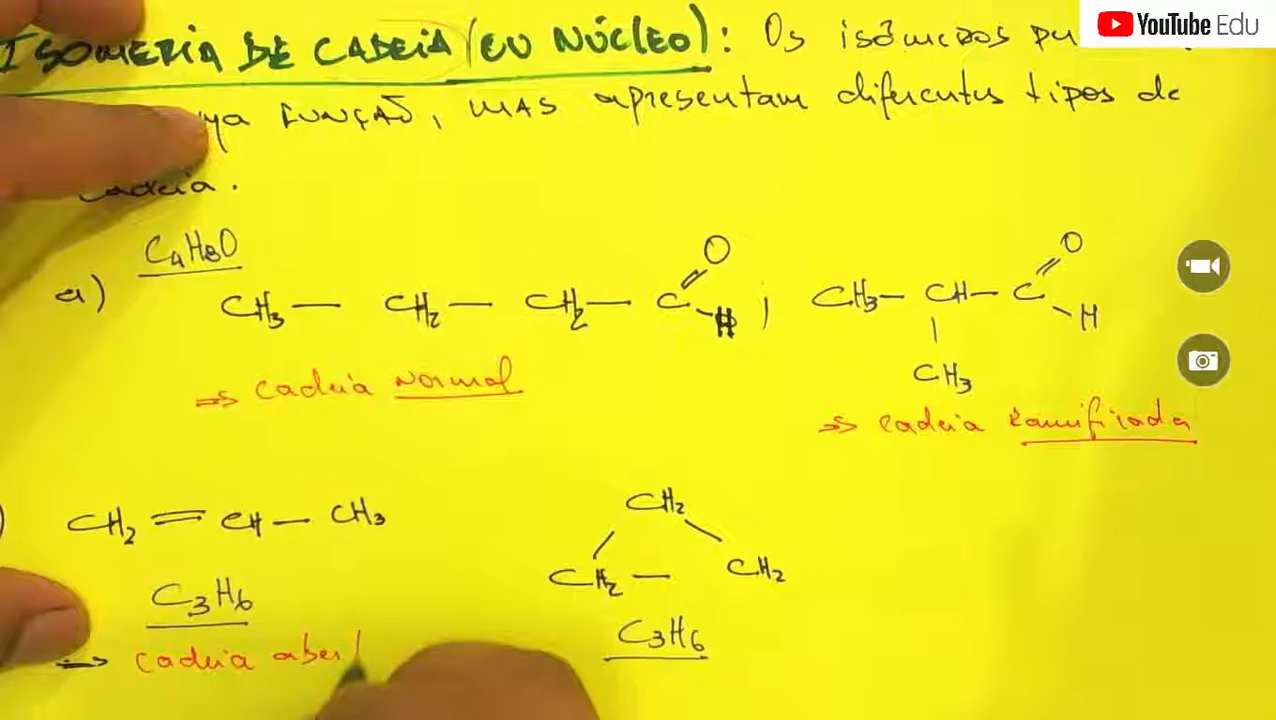 YouTube Edu
ISOMERIA DE CADEIA (OU NÚCLEO): Os isômeros
FUNÇÃO, MAS apresentam diferentes tipos de
cadeia.
C4H8O
a) CH3— CH2— CH2— C O H ; CH3— CH— C O H
CH3
⇒ cadeia NORMAL
⇒ cadeia Ramificada
CH2 = CH — CH3
CH2
CH2 — CH2
C3H6
C3H6
→ cadeia aber